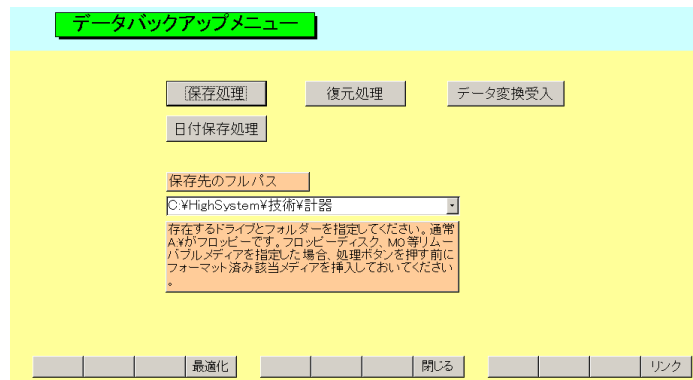 データバックアップメニュー
保存処理 復元処理 データ変換受入
日付保存処理
保存先のフルパス
C:¥HighSystem¥技術¥計器
存在するドライブとフォルダーを指定してください。通常
A:¥がフロッピーです。フロッピーディスク、MO等リムー
バブルメディアを指定した場合、処理ボタンを押す前に
フォーマット済み該当メディアを挿入しておいてください
。
最適化 閉じる リンク